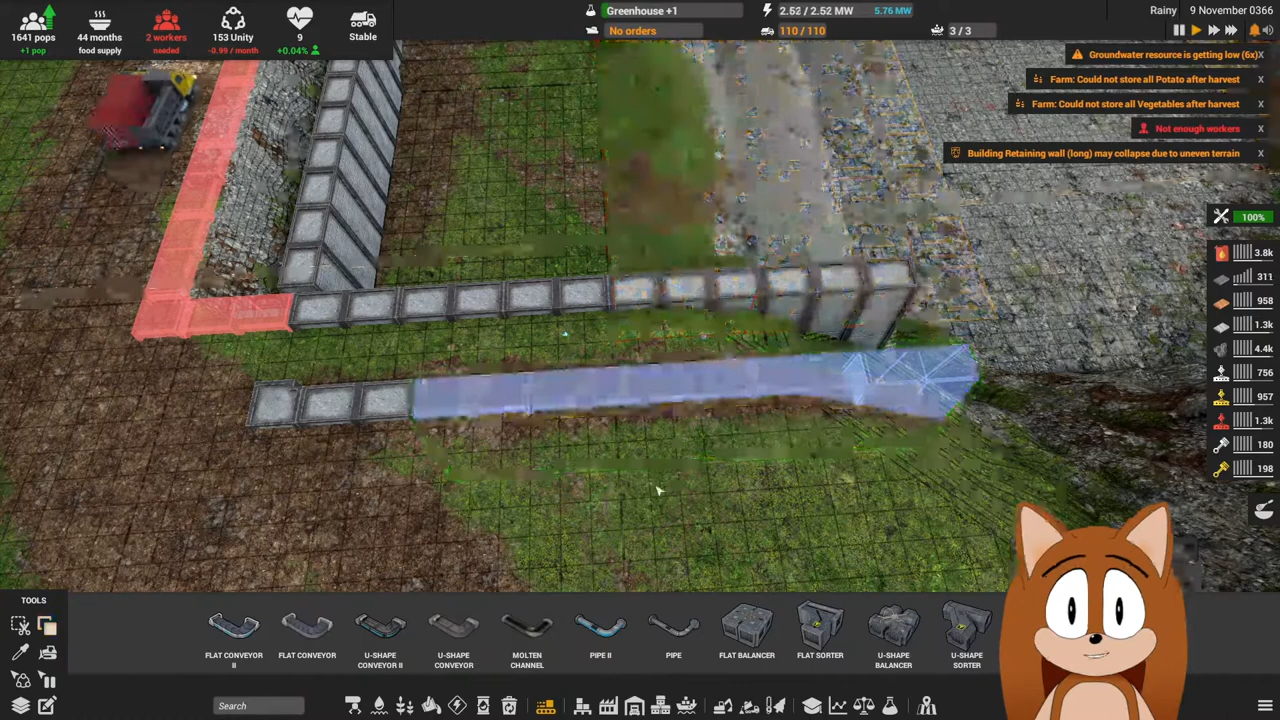 1641 pops
+1 pop
44 months
food supply
2 workers
needed
153 Unity
-0.99 / month
9
+0.04%
Stable
Greenhouse +1
No orders
2.52 / 2.52 MW
5.76 MW
110 / 110
3 / 3
Rainy
9 November 0366
Groundwater resource is getting low (6x)
X
Farm: Could not store all Potato after harvest
X
Farm: Could not store all Vegetables after harvest
X
Not enough workers
X
Building Retaining wall (long) may collapse due to uneven terrain
X
100%
3.8k
311
958
1.3k
4.4k
756
957
1.3k
180
198
TOOLS
FLAT CONVEYOR
II
FLAT CONVEYOR
U-SHAPE
CONVEYOR II
U-SHAPE
CONVEYOR
MOLTEN
CHANNEL
PIPE II
PIPE
FLAT BALANCER
FLAT SORTER
U-SHAPE
BALANCER
U-SHAPE
SORTER
Search